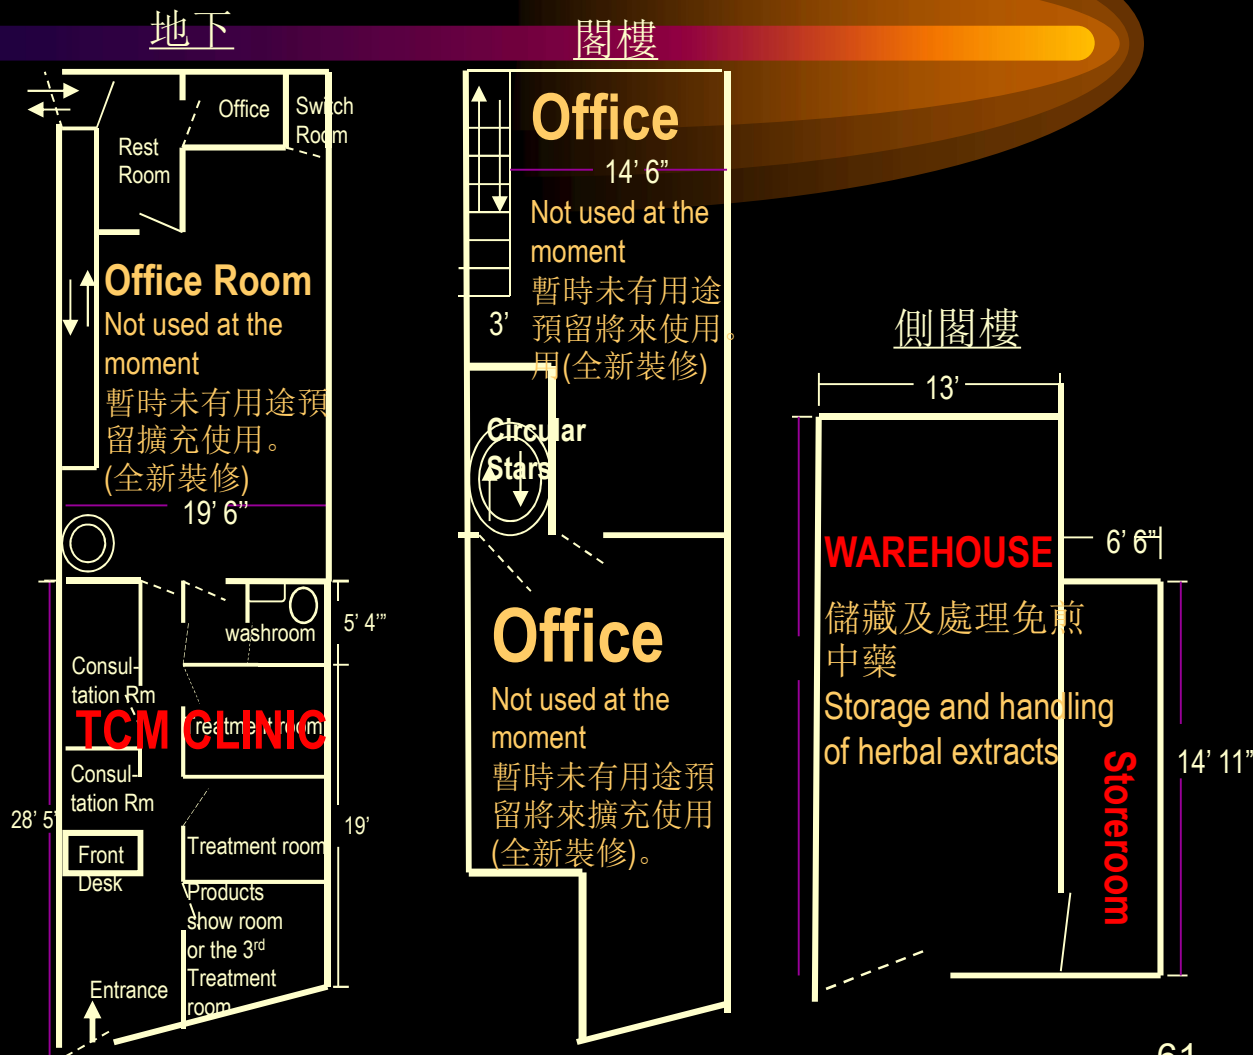 地下
Office
Switch
Room
Rest
Room
Office Room
Not used at the
moment
暫時未有用途預
留擴充使用。
(全新裝修)
19’ 6”
washroom
5’ 4’”
Consul-
tation Rm
TCM CLINIC
Treatment room
Consul-
tation Rm
28’ 5”
19’
Front
Desk
Treatment room
Products
show room
or the 3rd
Treatment
room
Entrance
閣樓
Office
14’ 6”
Not used at the
moment
暫時未有用途
預留將來使用。
用(全新裝修)
3’
Circular
Stars
Office
Not used at the
moment
暫時未有用途預
留將來擴充使用
(全新裝修)。
側閣樓
13’
WAREHOUSE
6’ 6”
儲藏及處理免煎
中藥
Storage and handling
of herbal extracts
Storeroom
14’ 11”
61